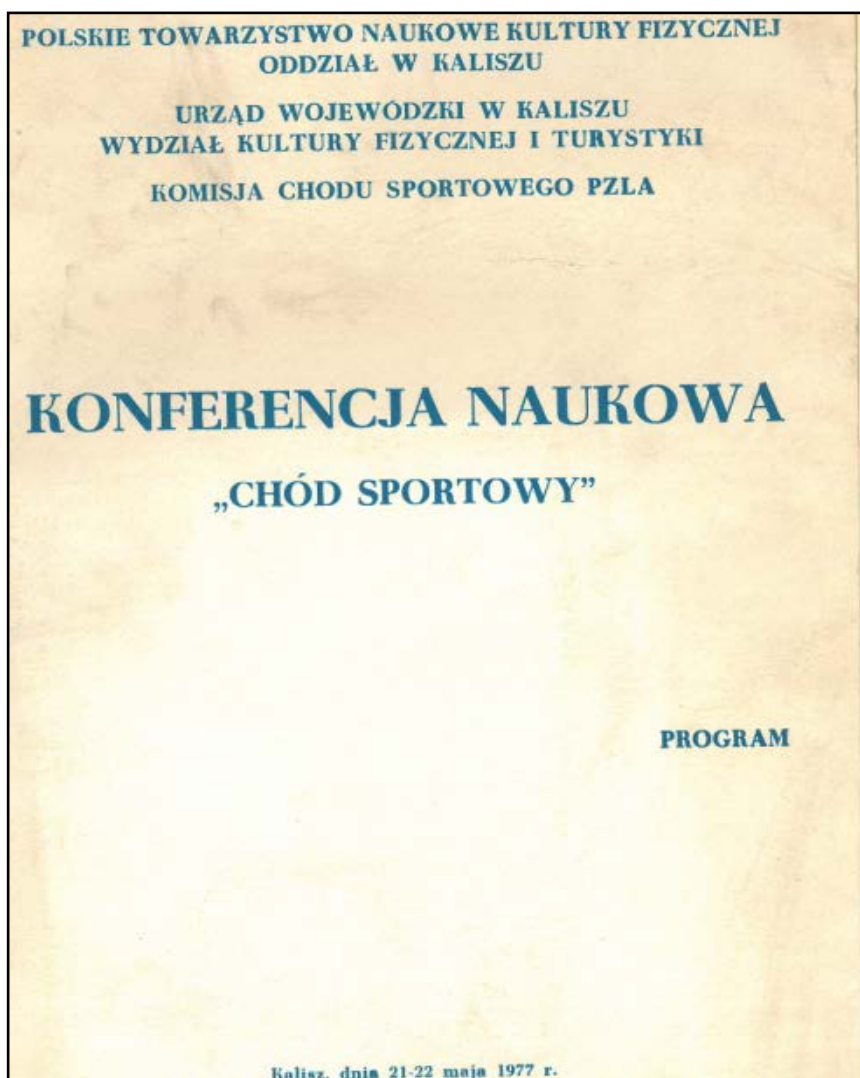 POLSKIE TOWARZYSTWO NAUKOWE KULTURY FIZYCZNEJ
ODDZIAŁ W KALISZU
URZĄD WOJEWÓDZKI W KALISZU
WYDZIAŁ KULTURY FIZYCZNEJ I TURYSTYKI
KOMISJA CHODU SPORTOWEGO PZLA
KONFERENCJA NAUKOWA
„CHÓD SPORTOWY”
PROGRAM
Kalisz, dnia 21-22 maja 1977 r.